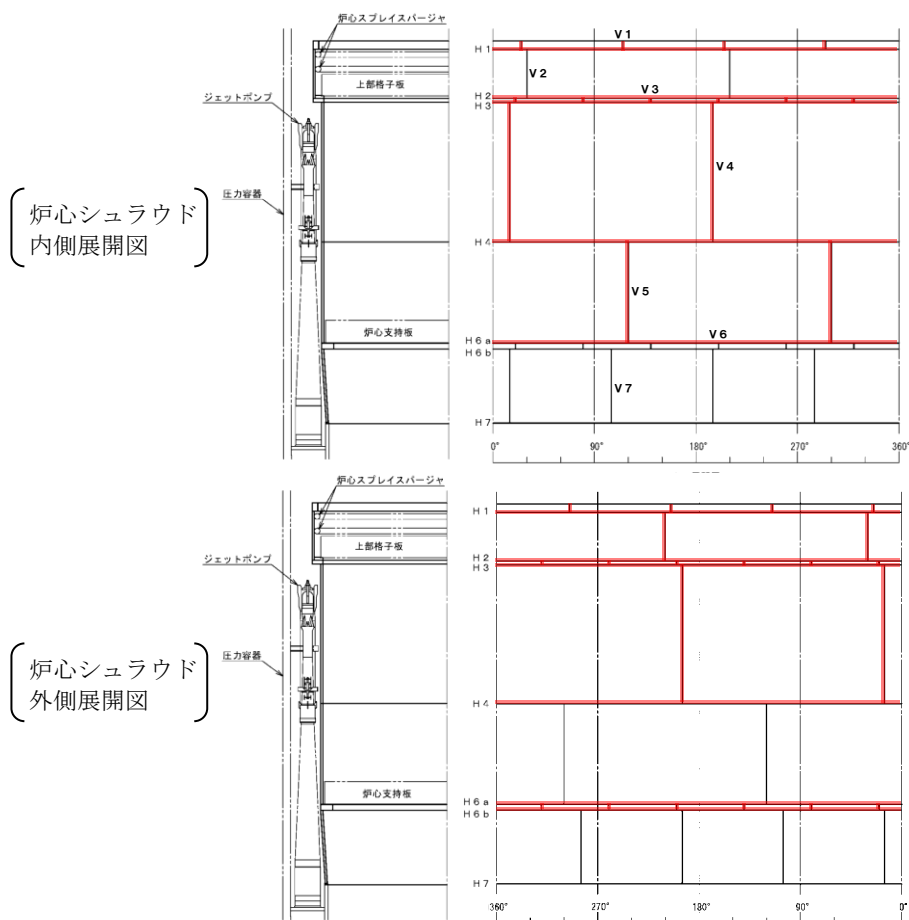 炉心スプレイスパージャ
上部格子板
ジェットポンプ
圧力容器
炉心シュラウド
内側展開図
炉心支持板
V1
H1
V2
V3
H2
H3
V4
H4
V5
V6
H6a
H6b
V7
H7
0° 90° 180° 270° 360°
炉心スプレイスパージャ
上部格子板
ジェットポンプ
圧力容器
炉心シュラウド
外側展開図
炉心支持板
H1
H2
H3
H4
H6a
H6b
H7
360° 270° 180° 90° 0°